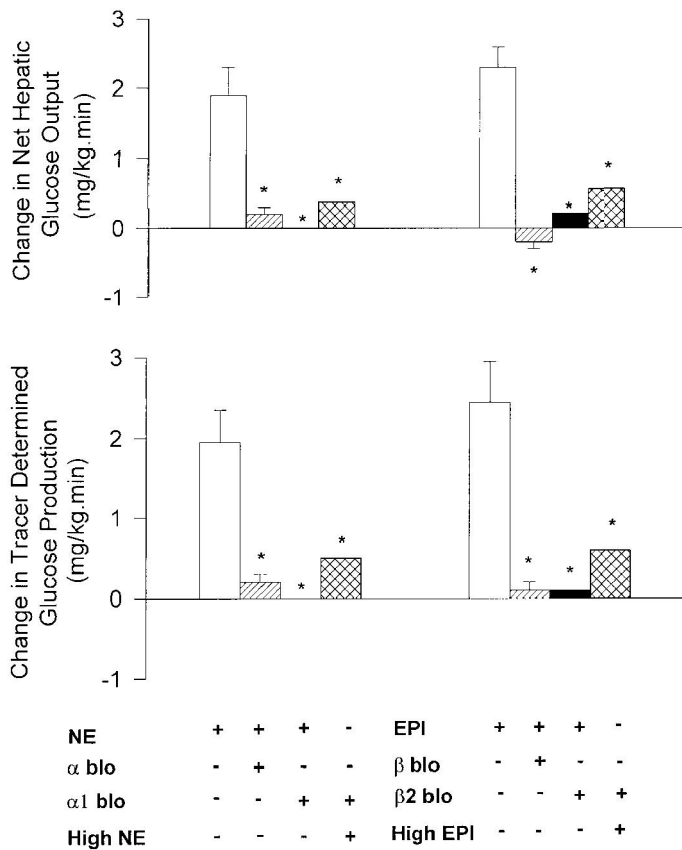 Change in Net Hepatic
Glucose Output
(mg/kg.min)
3
2
1
0
-1
*
*
*
*
*
*
Change in Tracer Determined
Glucose Production
(mg/kg.min)
3
2
1
0
-1
*
*
*
*
*
*
NE + + + - EPI + + + -
α blo - + - - β blo - + - -
α1 blo - - + + β2 blo - - + +
High NE - - - + High EPI - - - +